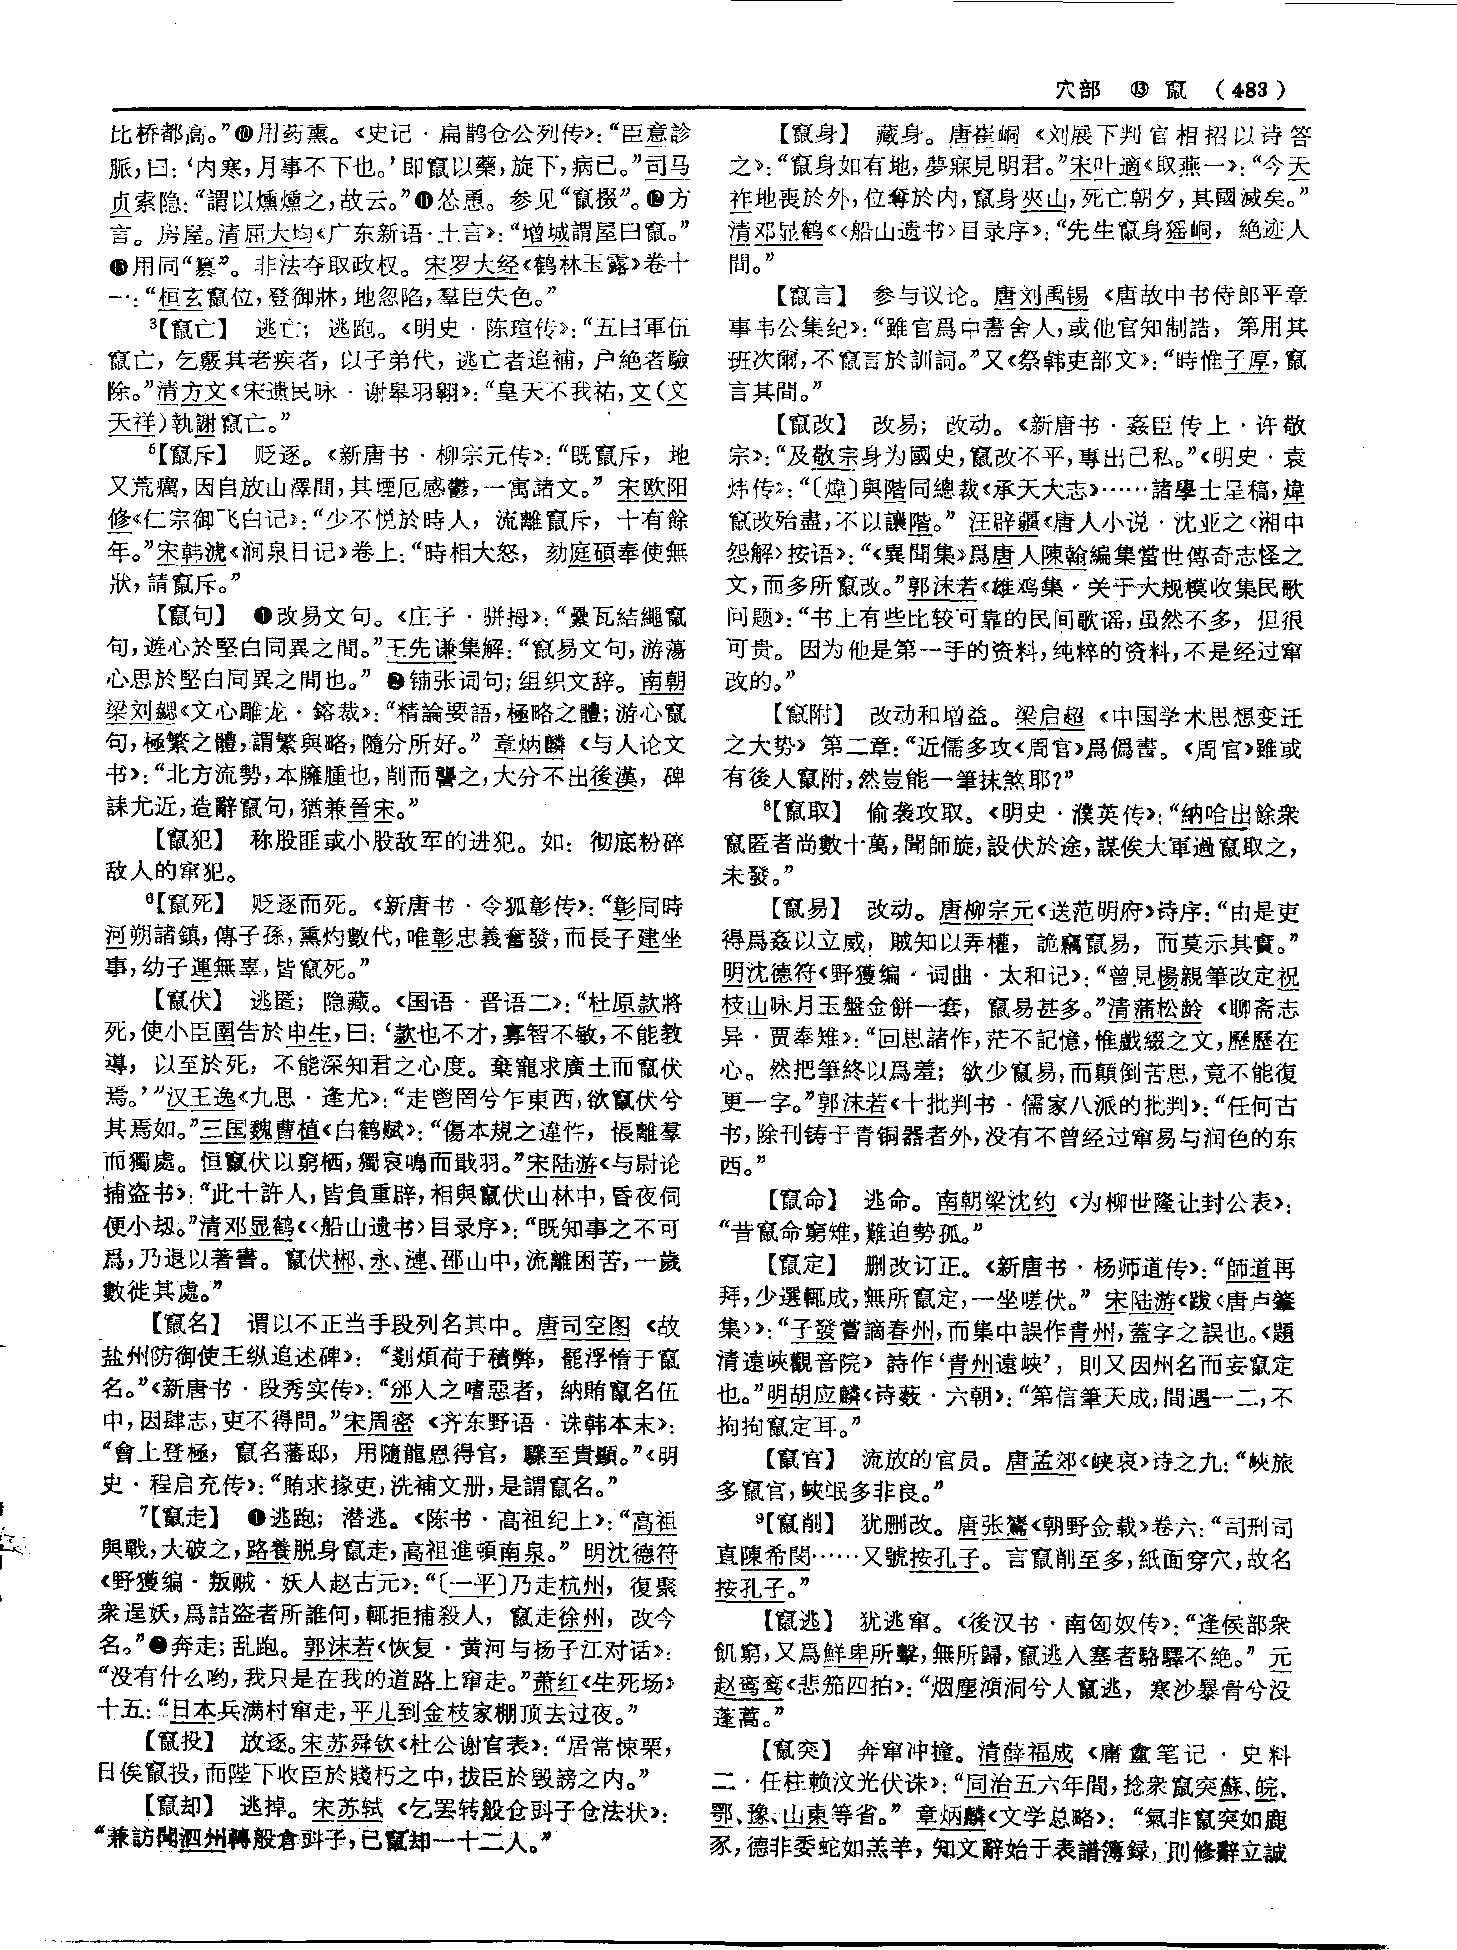 穴部 ⑬ 竄 (483)
比桥都高。”❿用药熏。《史记·扁鹊仓公列传》：“臣意診
脈，曰：‘内寒，月事不下也。’即竄以藥，旋下，病已。”司马
贞索隐：“謂以燻燻之，故云。”⓫怂恿。参见“竄掇”。⓬方
言。房屋。清屈大均《广东新语·土言》：“增城謂屋曰竄。”
⓭用同“篡”。非法夺取政权。宋罗大经《鹤林玉露》卷十
一：“桓玄竄位，登御牀，地忽陷，羣臣失色。”
³【竄亡】 逃亡；逃跑。《明史·陈瑄传》：“五曰軍伍
竄亡，乞覈其老疾者，以子弟代，逃亡者追補，户絶者驗
除。”清方文《宋遗民咏·谢皋羽翱》：“皇天不我祐，文（文
天祥）執謝竄亡。”
⁵【竄斥】 贬逐。《新唐书·柳宗元传》：“既竄斥，地
又荒癘，因自放山澤間，其堙厄感鬱，一寓諸文。”宋欧阳
修《仁宗御飞白记》：“少不悦於時人，流離竄斥，十有餘
年。”宋韩淲《涧泉日记》卷上：“時相大怒，劾庭碩奉使無
狀，請竄斥。”
【竄句】 ❶改易文句。《庄子·骈拇》：“纍瓦結繩竄
句，遊心於堅白同異之間。”王先谦集解：“竄易文句，游蕩
心思於堅白同異之間也。”❷铺张词句；组织文辞。南朝
梁刘勰《文心雕龙·鎔裁》：“精論要語，極略之體；游心竄
句，極繁之體，謂繁與略，隨分所好。”章炳麟《与人论文
书》：“北方流勢，本臃腫也，削而礱之，大分不出後漢，碑
誄尤近，造辭竄句，猶兼晉宋。”
【竄犯】 称股匪或小股敌军的进犯。如：彻底粉碎
敌人的窜犯。
⁶【竄死】 贬逐而死。《新唐书·令狐彰传》：“彰同時
河朔諸鎮，傳子孫，熏灼數代，唯彰忠義奮發，而長子建坐
事，幼子運無辜，皆竄死。”
【竄伏】 逃匿；隐藏。《国语·晋语二》：“杜原款將
死，使小臣圉告於申生，曰：‘款也不才，寡智不敏，不能教
導，以至於死，不能深知君之心度。棄寵求廣土而竄伏
焉。’”汉王逸《九思·逢尤》：“走鬯罔兮乍東西，欲竄伏兮
其焉如。”三国魏曹植《白鹤赋》：“傷本規之違忤，悵離羣
而獨處。恒竄伏以窮栖，獨哀鳴而戢羽。”宋陆游《与尉论
捕盗书》：“此十許人，皆負重辟，相與竄伏山林中，昏夜伺
便小劫。”清邓显鹤《〈船山遗书〉目录序》：“既知事之不可
爲，乃退以著書。竄伏郴、永、漣、邵山中，流離困苦，一歲
數徙其處。”
【竄名】 谓以不正当手段列名其中。唐司空图《故
盐州防御使王纵追述碑》：“剗煩苛于積弊，罷浮惰于竄
名。”《新唐书·段秀实传》：“邠人之嗜惡者，納賄竄名伍
中，因肆志，吏不得問。”宋周密《齐东野语·诛韩本末》：
“會上登極，竄名藩邸，用隨龍恩得官，驟至貴顯。”《明
史·程启充传》：“賄求掾吏，洗補文册，是謂竄名。”
⁷【竄走】 ❶逃跑；潜逃。《陈书·高祖纪上》：“高祖
與戰，大破之，路養脱身竄走，高祖進頓南泉。”明沈德符
《野獲编·叛贼·妖人赵古元》：“〔一平〕乃走杭州，復聚
衆逞妖，爲詰盗者所誰何，輒拒捕殺人，竄走徐州，改今
名。”❷奔走；乱跑。郭沫若《恢复·黄河与扬子江对话》：
“没有什么哟，我只是在我的道路上窜走。”萧红《生死场》
十五：“日本兵满村窜走，平儿到金枝家棚顶去过夜。”
【竄投】 放逐。宋苏舜钦《杜公谢官表》：“居常悚栗，
日俟竄投，而陛下收臣於賤朽之中，拔臣於毁謗之内。”
【竄却】 逃掉。宋苏轼《乞罢转般仓㪷子仓法状》：
“兼訪聞泗州轉般倉㪷子，已竄却一十二人。”
【竄身】 藏身。唐崔峒《刘展下判官相招以诗答
之》：“竄身如有地，夢寐見明君。”宋叶適《取燕一》：“今天
祚地喪於外，位奪於内，竄身夾山，死亡朝夕，其國滅矣。”
清邓显鹤《〈船山遗书〉目录序》：“先生竄身猺峒，絶迹人
間。”
【竄言】 参与议论。唐刘禹锡《唐故中书侍郎平章
事韦公集纪》：“雖官爲中書舍人，或他官知制誥，第用其
班次爾，不竄言於訓詞。”又《祭韩吏部文》：“時惟子厚，竄
言其間。”
【竄改】 改易；改动。《新唐书·姦臣传上·许敬
宗》：“及敬宗身为國史，竄改不平，專出己私。”《明史·袁
炜传》：“〔煒〕與階同總裁《承天大志》……諸學士呈稿，煒
竄改殆盡，不以讓階。”汪辟疆《唐人小说·沈亚之〈湘中
怨解〉按语》：“《異聞集》爲唐人陳翰編集當世傳奇志怪之
文，而多所竄改。”郭沫若《雄鸡集·关于大规模收集民歌
问题》：“书上有些比较可靠的民间歌谣，虽然不多，但很
可贵。因为他是第一手的资料，纯粹的资料，不是经过窜
改的。”
【竄附】 改动和增益。梁启超《中国学术思想变迁
之大势》第二章：“近儒多攻《周官》爲僞書。《周官》雖或
有後人竄附，然豈能一筆抹煞耶？”
⁸【竄取】 偷袭攻取。《明史·濮英传》：“納哈出餘衆
竄匿者尚數十萬，聞師旋，設伏於途，謀俟大軍過竄取之，
未發。”
【竄易】 改动。唐柳宗元《送范明府》诗序：“由是吏
得爲姦以立威，賊知以弄權，詭竊竄易，而莫示其實。”
明沈德符《野獲编·词曲·太和记》：“曾見楊親筆改定祝
枝山咏月玉盤金餅一套，竄易甚多。”清蒲松龄《聊斋志
异·贾奉雉》：“回思諸作，茫不記憶，惟戲綴之文，歷歷在
心。然把筆終以爲羞；欲少竄易，而顛倒苦思，竟不能復
更一字。”郭沫若《十批判书·儒家八派的批判》：“任何古
书，除刊铸于青铜器者外，没有不曾经过窜易与润色的东
西。”
【竄命】 逃命。南朝梁沈约《为柳世隆让封公表》：
“昔竄命窮雉，難迫勢孤。”
【竄定】 删改订正。《新唐书·杨师道传》：“師道再
拜，少選輒成，無所竄定，一坐嗟伏。”宋陆游《跋〈唐卢肇
集〉》：“子發嘗謫春州，而集中誤作青州，蓋字之誤也。《題
清遠峽觀音院》詩作‘青州遠峽’，則又因州名而妄竄定
也。”明胡应麟《诗薮·六朝》：“第信筆天成，間遇一二，不
拘拘竄定耳。”
【竄官】 流放的官员。唐孟郊《峡哀》诗之九：“峽旅
多竄官，峽氓多非良。”
⁹【竄削】 犹删改。唐张鷟《朝野佥载》卷六：“司刑司
直陳希閔……又號按孔子。言竄削至多，紙面穿穴，故名
按孔子。”
【竄逃】 犹逃窜。《後汉书·南匈奴传》：“逢侯部衆
飢窮，又爲鮮卑所擊，無所歸，竄逃入塞者駱驛不絶。”元
赵鸾鸾《悲笳四拍》：“烟塵澒洞兮人竄逃，寒沙暴骨兮没
蓬蒿。”
【竄突】 奔窜冲撞。清薛福成《庸盦笔记·史料
二·任柱赖汶光伏诛》：“同治五六年間，捻衆竄突蘇、皖、
鄂、豫、山東等省。”章炳麟《文学总略》：“氣非竄突如鹿
豕，德非委蛇如羔羊，知文辭始于表譜簿録，則修辭立誠